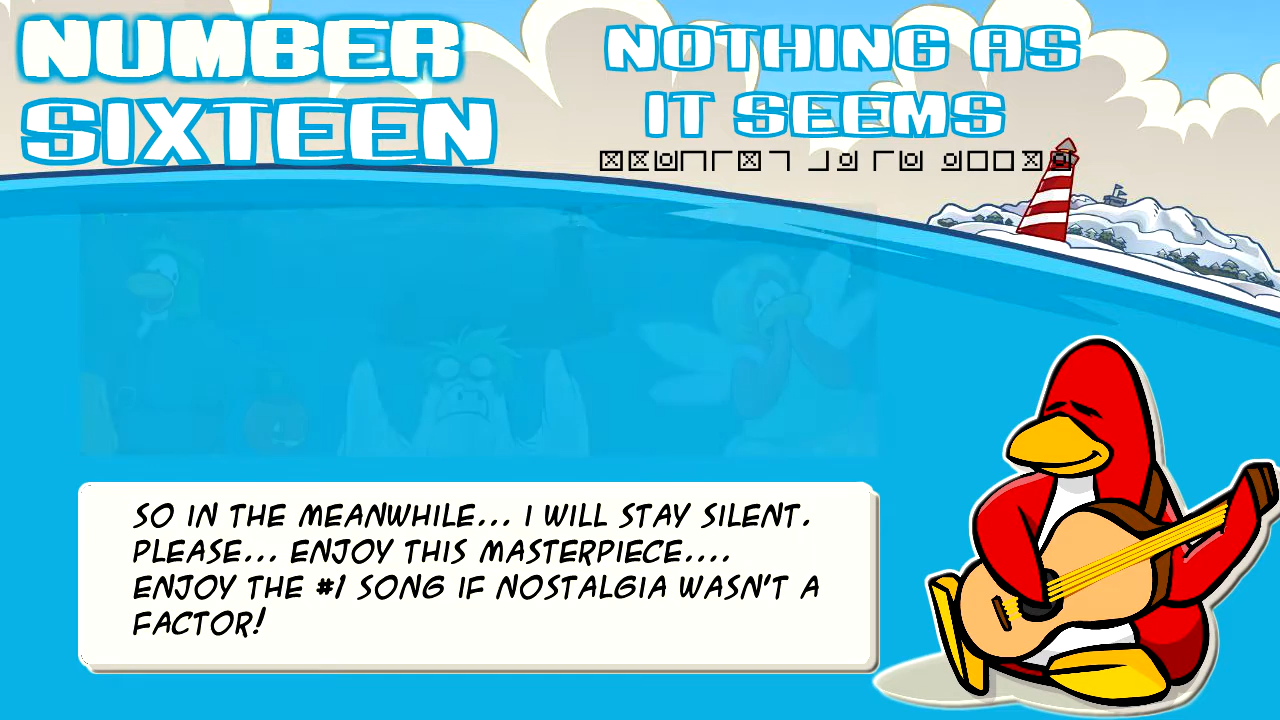 NUMBER
SIXTEEN
NOTHING AS
IT SEEMS
SO IN THE MEANWHILE... I WILL STAY SILENT.
PLEASE... ENJOY THIS MASTERPIECE....
ENJOY THE #1 SONG IF NOSTALGIA WASN'T A
FACTOR!